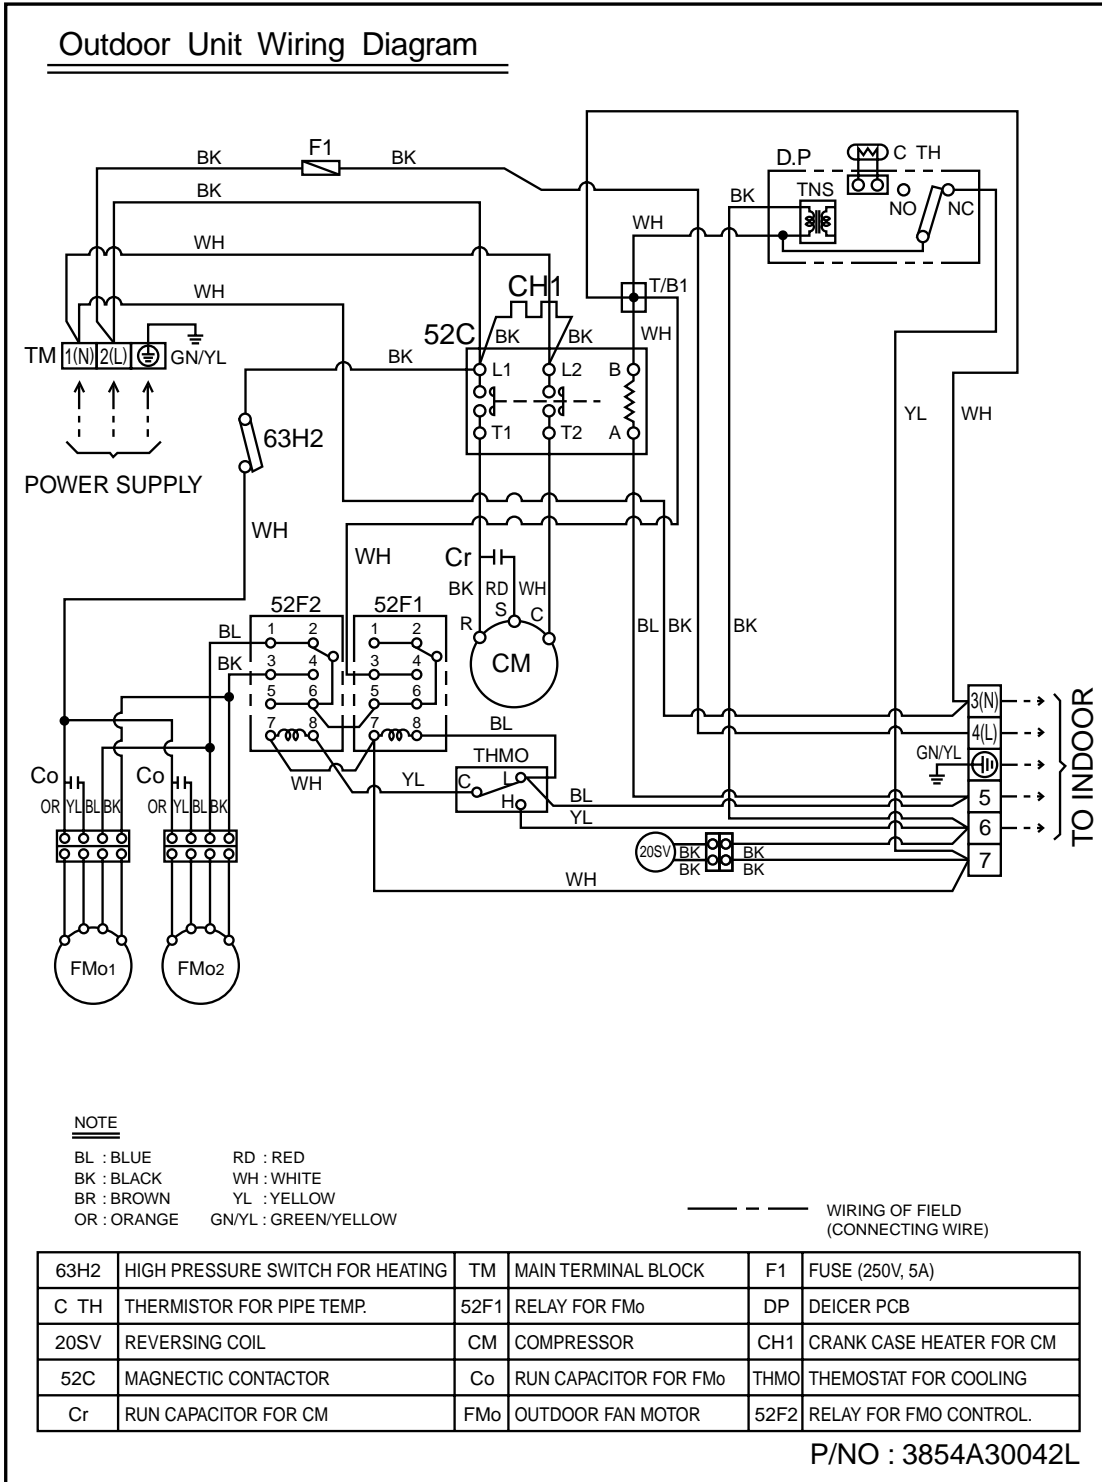 Outdoor Unit Wiring Diagram
F1
BK BK
BK
WH
WH
D.P
C TH
TNS
NO NC
BK
WH
T/B1
CH1
52C
BK BK WH
TM 1(N) 2(L) GN/YL
BK
L1 L2 B
T1 T2 A
63H2
POWER SUPPLY
YL WH
WH
WH
Cr
BK RD WH
R S C
CM
52F2 52F1
BL
BK
1 2
3 4
5 6
7 8
1 2
3 4
5 6
7 8
BL BK BK
3(N)
4(L)
GN/YL
5
6
7
TO INDOOR
BL
THMO
WH YL
C L
H
BL
YL
20SV
BK BK
BK BK
WH
Co Co
OR YL BL BK
OR YL BL BK
FMo1 FMo2
NOTE
BL : BLUE RD : RED
BK : BLACK WH : WHITE
BR : BROWN YL : YELLOW
OR : ORANGE GN/YL : GREEN/YELLOW
WIRING OF FIELD
(CONNECTING WIRE)
63H2 HIGH PRESSURE SWITCH FOR HEATING TM MAIN TERMINAL BLOCK F1 FUSE (250V, 5A)
C TH THERMISTOR FOR PIPE TEMP. 52F1 RELAY FOR FMo DP DEICER PCB
20SV REVERSING COIL CM COMPRESSOR CH1 CRANK CASE HEATER FOR CM
52C MAGNECTIC CONTACTOR Co RUN CAPACITOR FOR FMo THMO THEMOSTAT FOR COOLING
Cr RUN CAPACITOR FOR CM FMo OUTDOOR FAN MOTOR 52F2 RELAY FOR FMO CONTROL.
P/NO : 3854A30042L